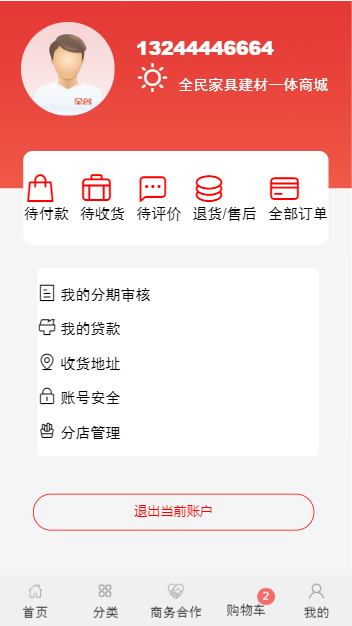 13244446664
全民家具建材一体商城
全名
待付款 待收货 待评价 退货/售后 全部订单
我的分期审核
我的贷款
收货地址
账号安全
分店管理
退出当前账户
2
首页 分类 商务合作 购物车 我的